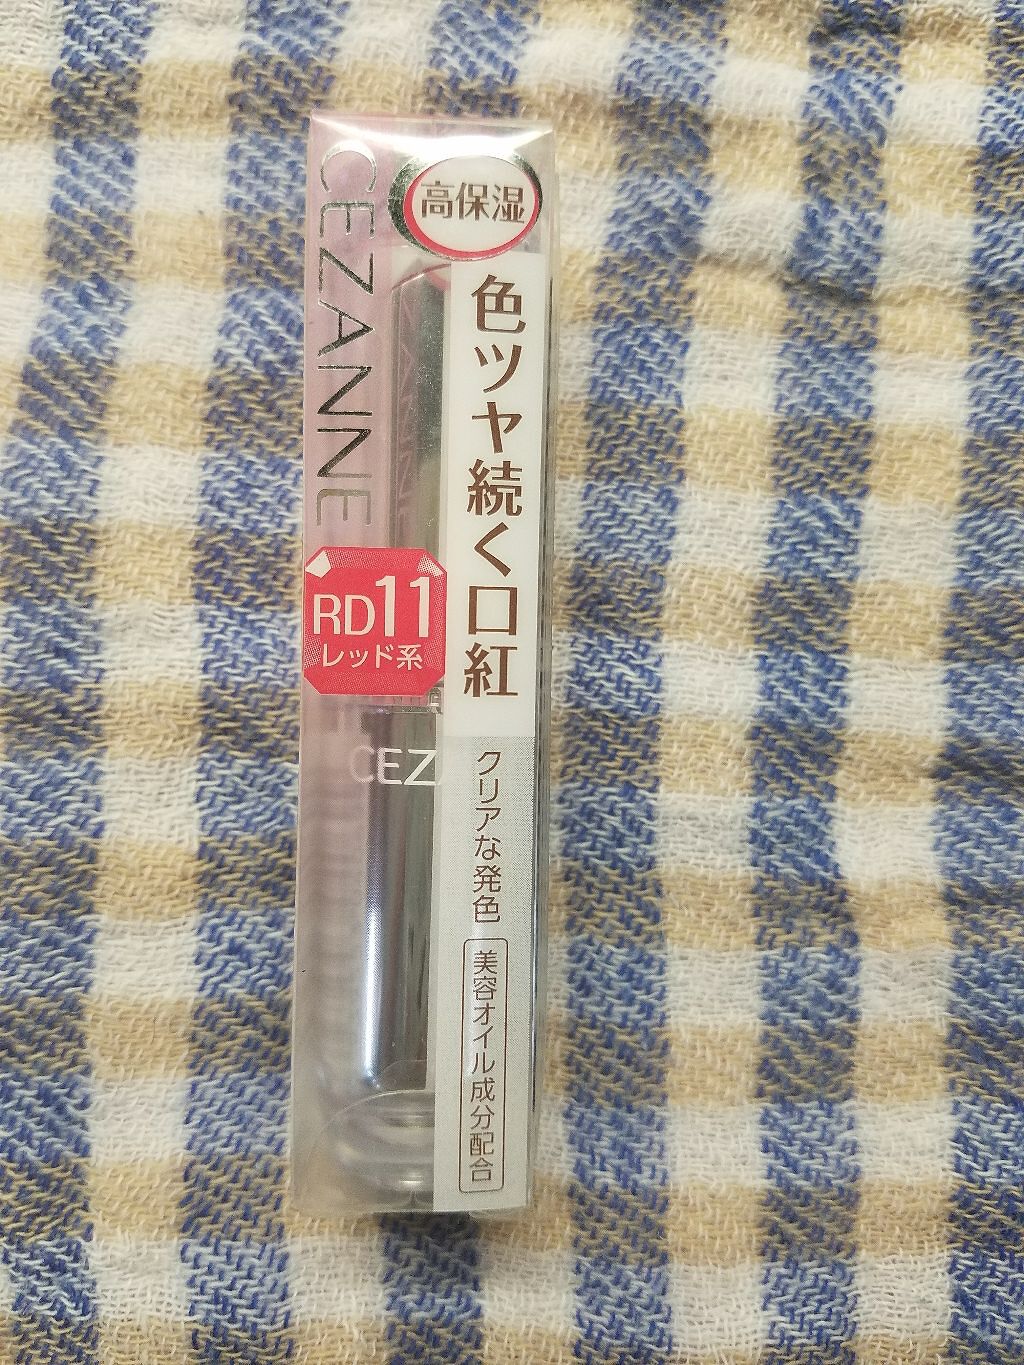 CEZANNE
高保湿
色ツヤ続く口紅
RD11
レッド系
CEZ
クリアな発色
美容オイル成分配合